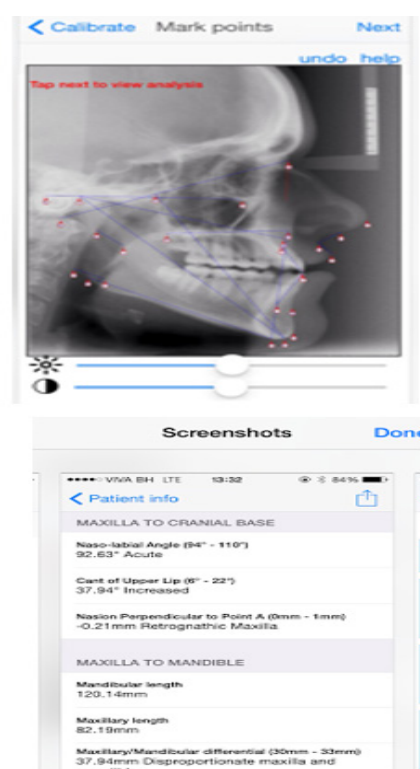 Calibrate Mark points Next
undo help
Tap next to view analysis
Screenshots Done
VIVA BH LTE 13:32 84%
Patient info
MAXILLA TO CRANIAL BASE
Naso-labial Angle (94° - 110°)
92.63° Acute
Cant of Upper Lip (6° - 22°)
37.94° Increased
Nasion Perpendicular to Point A (0mm - 1mm)
-0.21mm Retrognathic Maxilla
MAXILLA TO MANDIBLE
Mandibular length
120.14mm
Maxillary length
82.19mm
Maxillary/Mandibular differential (30mm - 33mm)
37.94mm Disproportionate maxilla and